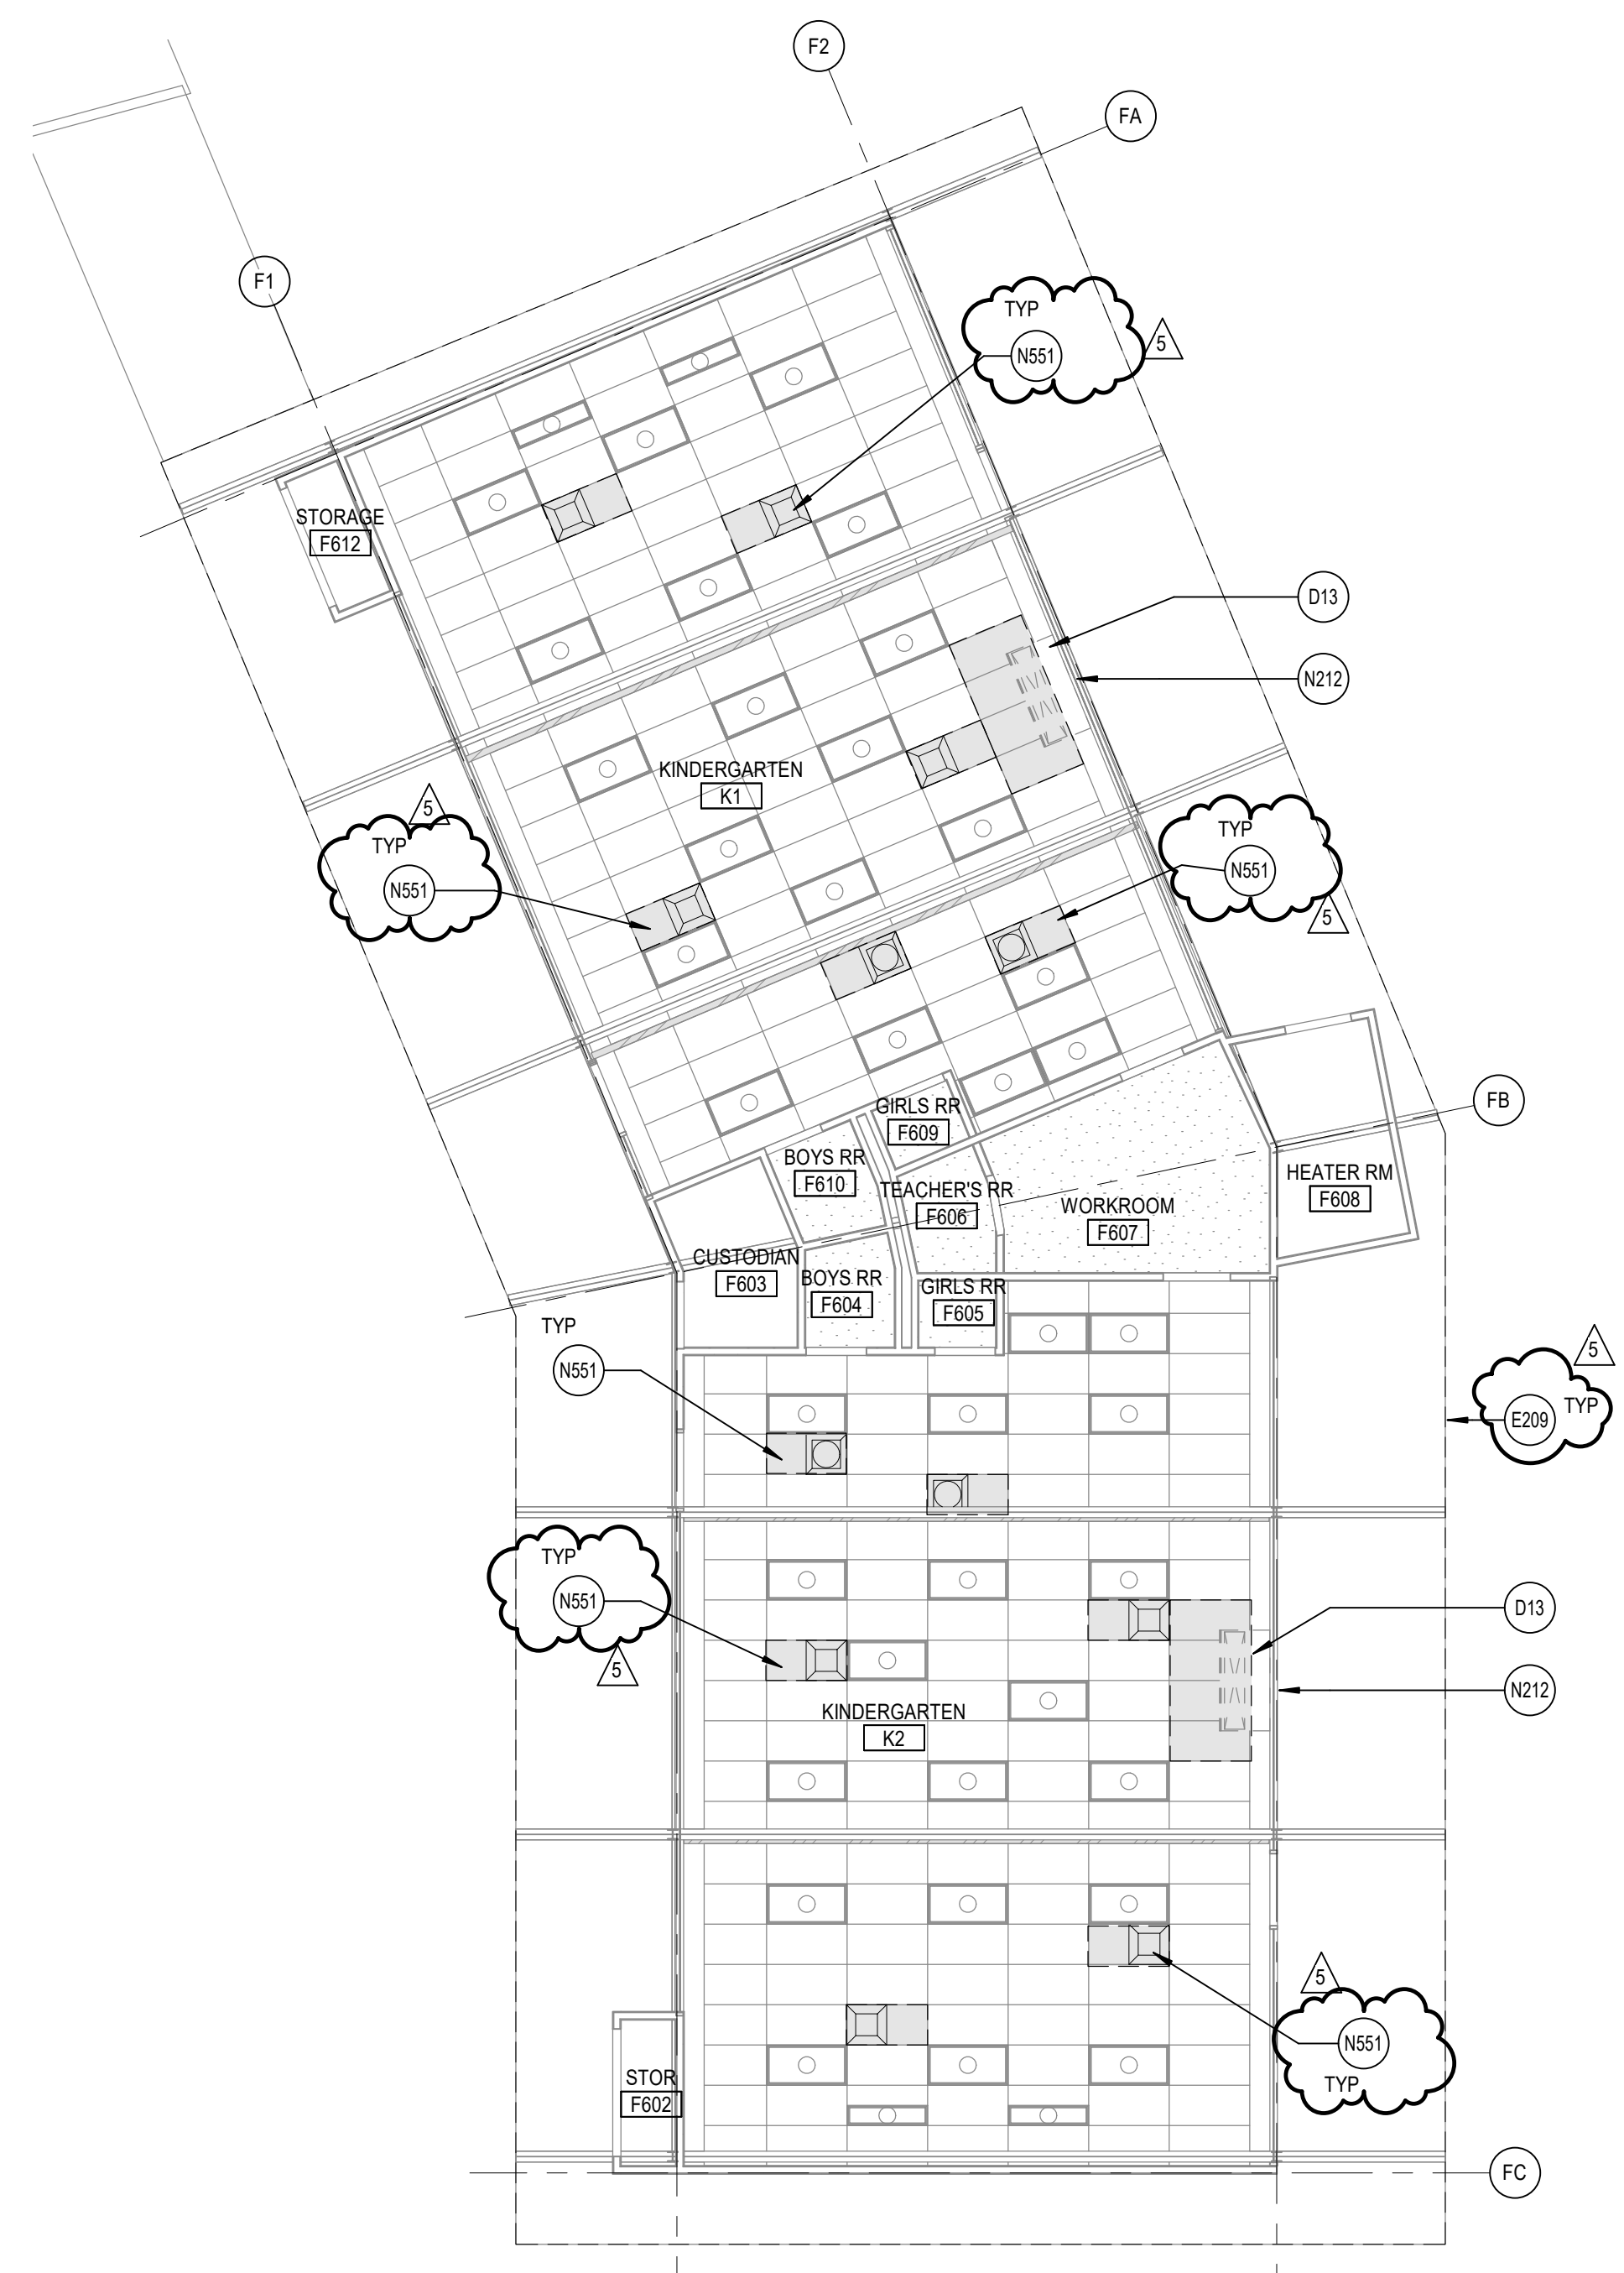 F2
FA
F1
TYP
N551
5
STORAGE
F612
D13
N212
KINDERGARTEN
K1
5
TYP
N551
TYP
N551
5
FB
GIRLS RR
F609
BOYS RR
F610
TEACHER'S RR
F606
WORKROOM
F607
HEATER RM
F608
CUSTODIAN
F603
BOYS RR
F604
GIRLS RR
F605
TYP
N551
5
TYP
E209
TYP
N551
5
D13
N212
KINDERGARTEN
K2
5
N551
TYP
STOR
F602
FC